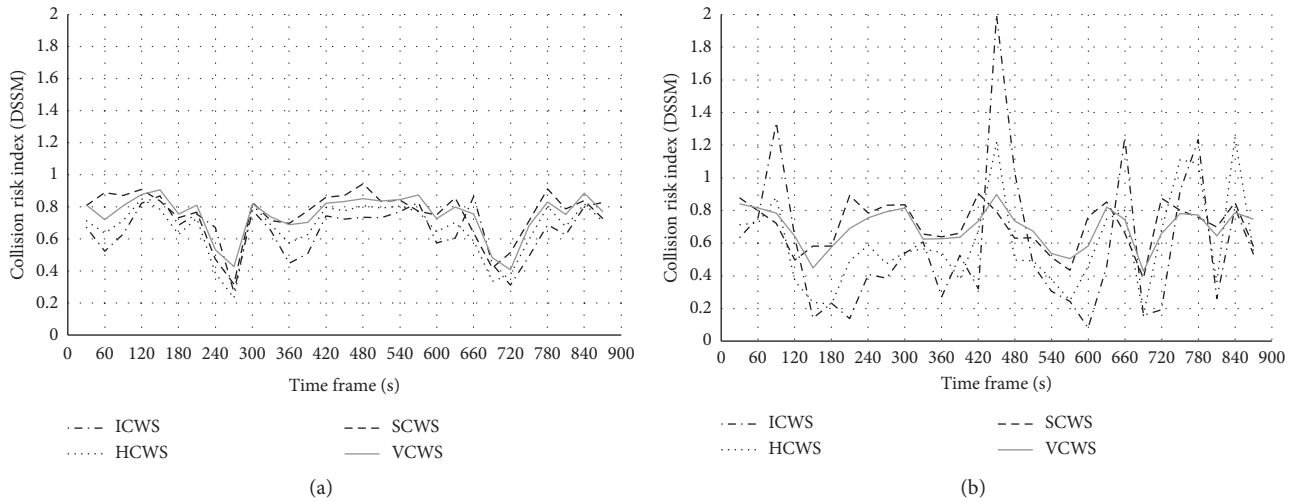 Collision risk index (DSSM)
2
1.8
1.6
1.4
1.2
1
0.8
0.6
0.4
0.2
0
0 60 120 180 240 300 360 420 480 540 600 660 720 780 840 900
Time frame (s)
ICWS SCWS
HCWS VCWS
(a)
Collision risk index (DSSM)
2
1.8
1.6
1.4
1.2
1
0.8
0.6
0.4
0.2
0
0 60 120 180 240 300 360 420 480 540 600 660 720 780 840 900
Time frame (s)
ICWS SCWS
HCWS VCWS
(b)